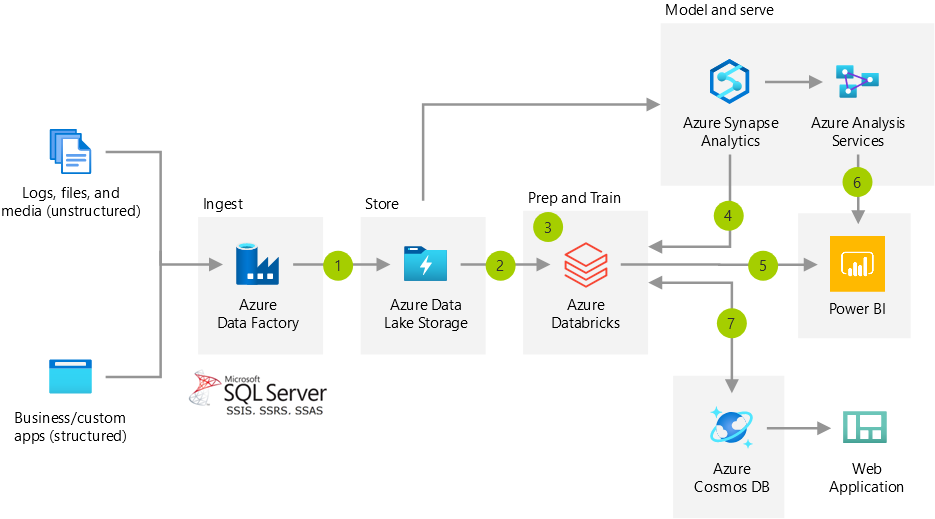 Model and serve
Azure Synapse
Analytics
Azure Analysis
Services
Logs, files, and
media (unstructured)
Ingest
Store
Prep and Train
3
4
6
1
2
5
Azure
Data Factory
Azure Data
Lake Storage
Azure
Databricks
Power BI
7
Microsoft
SQL Server
SSIS. SSRS. SSAS
Business/custom
apps (structured)
Azure
Cosmos DB
Web
Application